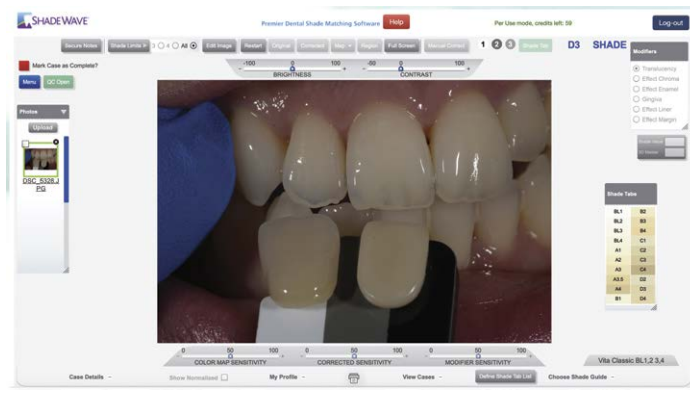 SHADEWAVE
Premier Dental Shade Matching Software Help Per Use mode, credits left: 59 Log-out
Secure Notes Shade Limits > 3 4 All Edit Image Restart Original Corrected Map Region Full Screen Manual Correct 1 2 3 Shade Tab D3 SHADE
Modifiers
Mark Case as Complete?
-100 0 100
BRIGHTNESS
-50 0 100
CONTRAST
Translucency
Effect Chroma
Effect Enamel
Gingiva
Effect Liner
Effect Margin
Menu QC Open
Photos
Upload
DSC_5328.J
PG
Shade Tabs
BL1 B2
BL2 B3
BL3 B4
BL4 C1
A1 C2
A2 C3
A3 C4
A3.5 D2
A4 D3
B1 D4
0 50 100
COLOR MAP SENSITIVITY
0 50 100
CORRECTED SENSITIVITY
0 50 100
MODIFIER SENSITIVITY
Vita Classic BL1,2 3,4
Case Details - Show Normalized My Profile - View Cases - Define Shade Tab List Choose Shade Guide -